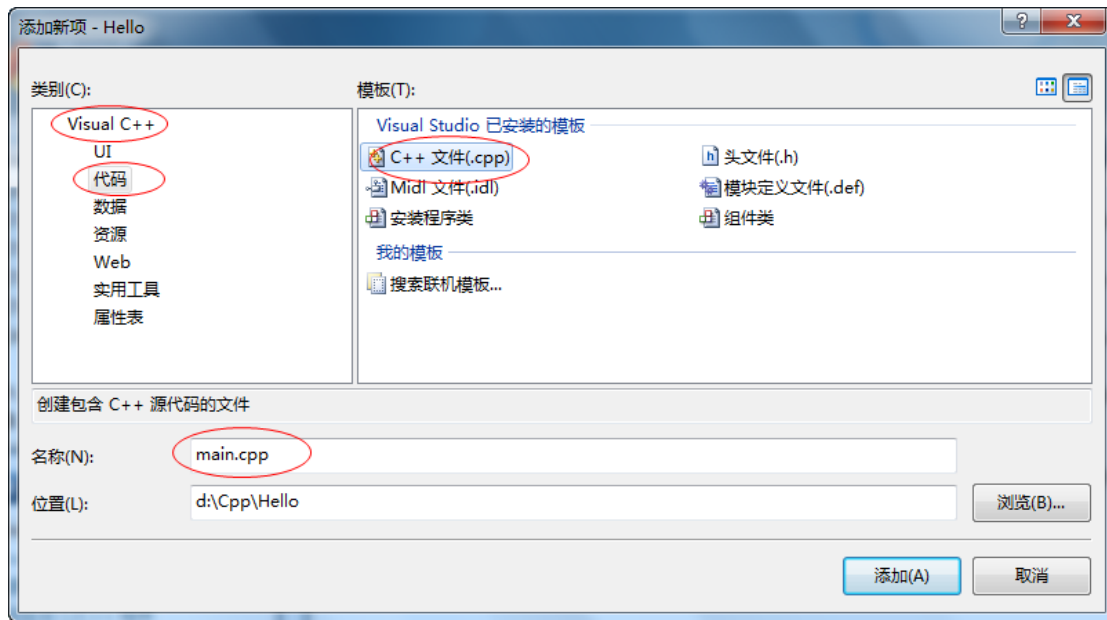 添加新项 - Hello
类别(C):
模板(T):
Visual C++
UI
代码
数据
资源
Web
实用工具
属性表
Visual Studio 已安装的模板
C++ 文件(.cpp)
头文件(.h)
Midl 文件(.idl)
模块定义文件(.def)
安装程序类
组件类
我的模板
搜索联机模板...
创建包含 C++ 源代码的文件
名称(N):
main.cpp
位置(L):
d:\Cpp\Hello
浏览(B)...
添加(A)
取消